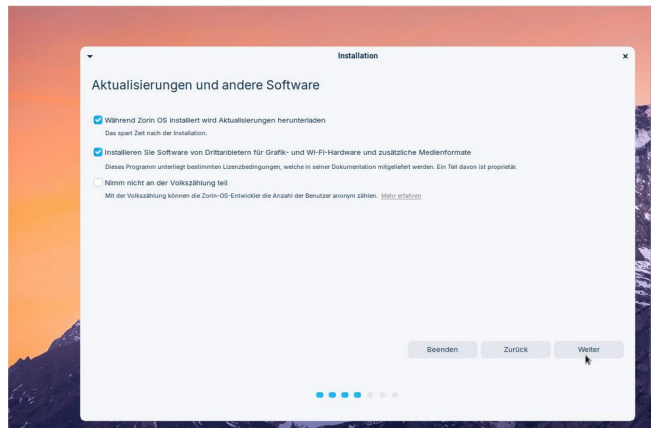 Installation
Aktualisierungen und andere Software
Während Zorin OS installiert wird Aktualisierungen herunterladen
Das spart Zeit nach der Installation.
Installieren Sie Software von Drittanbietern für Grafik- und Wi-Fi-Hardware und zusätzliche Medienformate
Dieses Programm unterliegt bestimmten Lizenzbedingungen, welche in seiner Dokumentation mitgeliefert werden. Ein Teil davon ist proprietär.
Nimm nicht an der Volkszählung teil
Mit der Volkszählung können die Zorin-OS-Entwickler die Anzahl der Benutzer anonym zählen. Mehr erfahren
Beenden Zurück Weiter